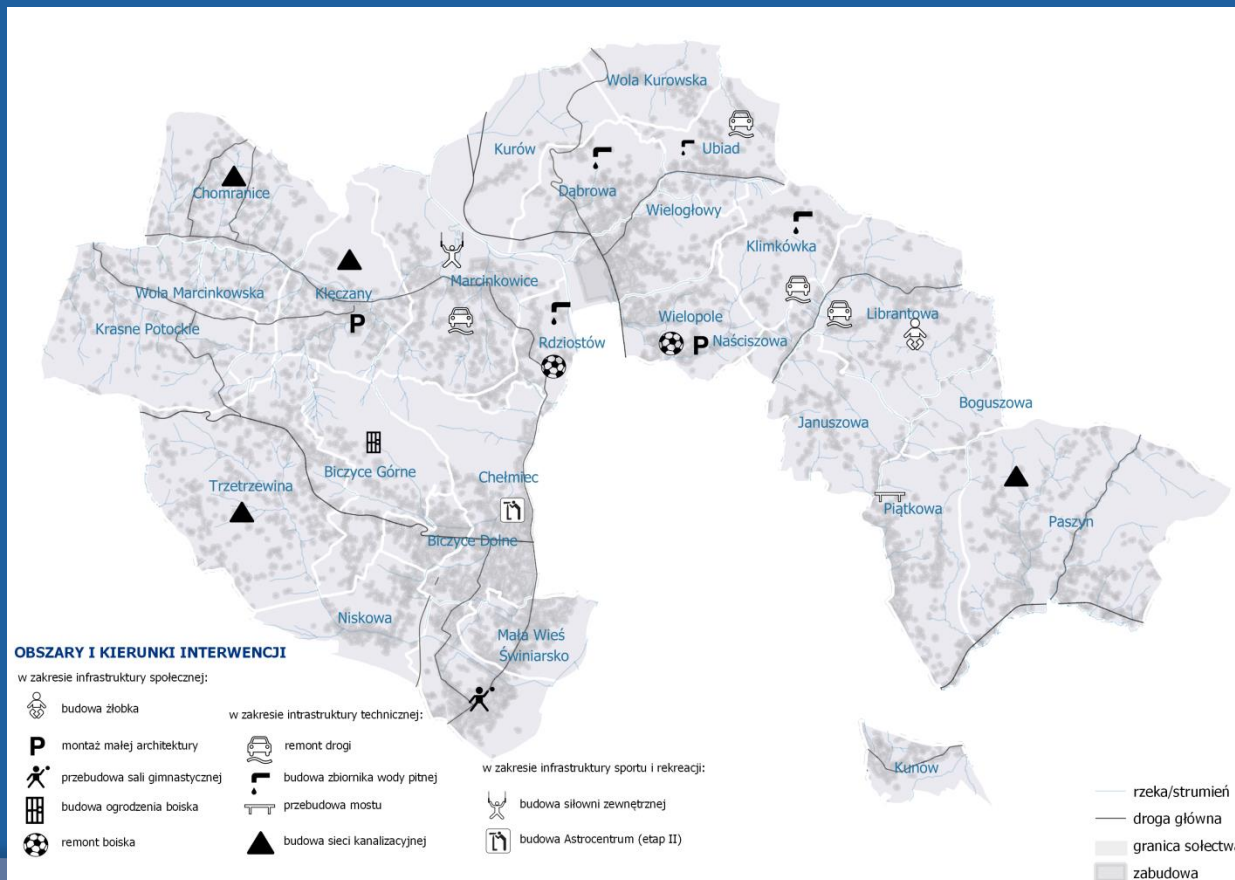 Wola Kurowska
Kurów
Ubiad
Dąbrowa
Chomranice
Wielogłowy
Klimkówka
Marcinkowice
Wola Marcinkowska
Klęczany
Krasne Potockie
P
Rdziostów
Wielopole
P
Naściszowa
Librantowa
Januszowa
Boguszowa
Biczyce Górne
Chełmiec
Trzetrzewina
Piątkowa
Paszyn
Biczyce Dolne
Niskowa
Mała Wieś
Świniarsko
Kunów
OBSZARY I KIERUNKI INTERWENCJI
w zakresie infrastruktury społecznej:
budowa żłobka
P montaż małej architektury
przebudowa sali gimnastycznej
budowa ogrodzenia boiska
remont boiska
w zakresie intrastruktury technicznej:
remont drogi
budowa zbiornika wody pitnej
przebudowa mostu
budowa sieci kanalizacyjnej
w zakresie infrastruktury sportu i rekreacji:
budowa siłowni zewnętrznej
budowa Astrocentrum (etap II)
rzeka/strumień
droga główna
granica sołectwa
zabudowa